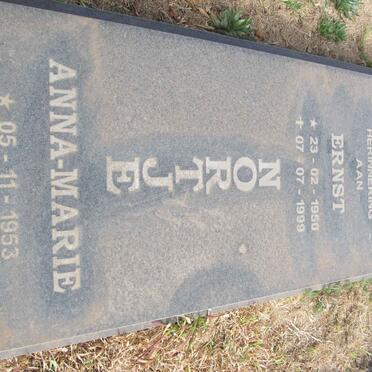 HERINNERING
AAN
ERNST
★ 23 - 02 - 1950
✝ 07 - 07 - 1999
NORTJE
ANNA-MARIE
★ 05 - 11 - 1953